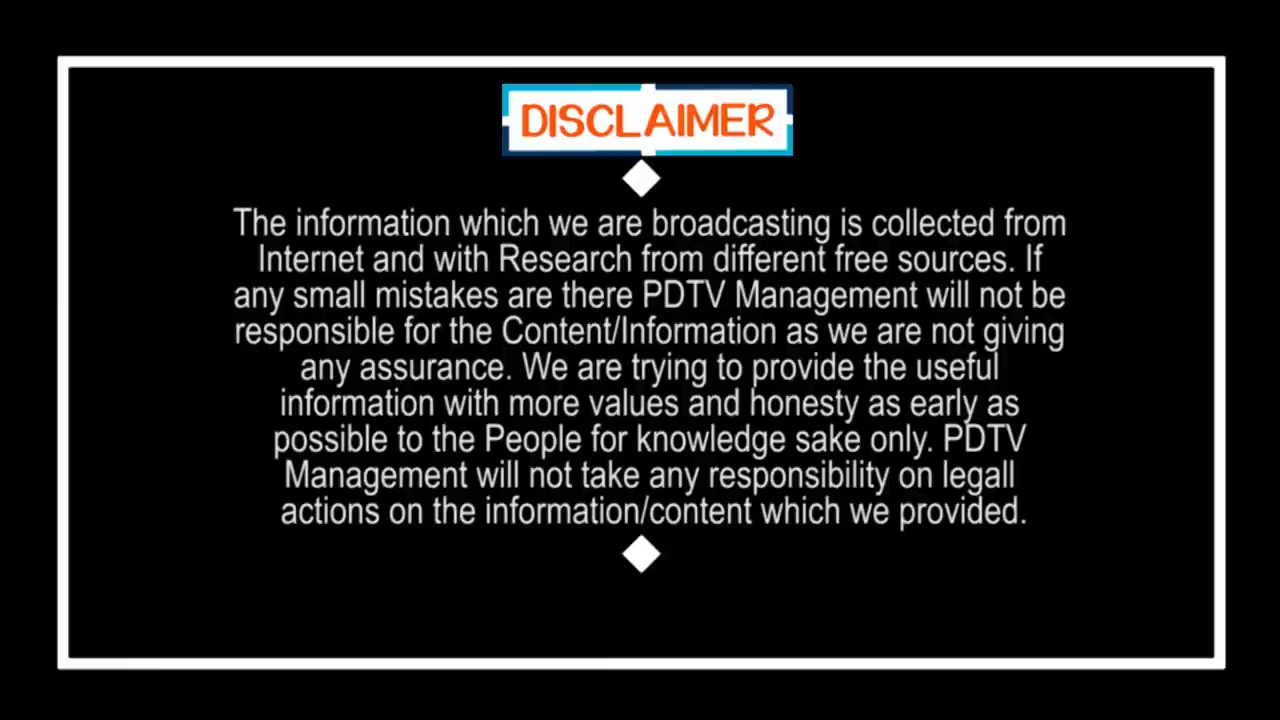 DISCLAIMER
The information which we are broadcasting is collected from
Internet and with Research from different free sources. If
any small mistakes are there PDTV Management will not be
responsible for the Content/Information as we are not giving
any assurance. We are trying to provide the useful
information with more values and honesty as early as
possible to the People for knowledge sake only. PDTV
Management will not take any responsibility on legall
actions on the information/content which we provided.